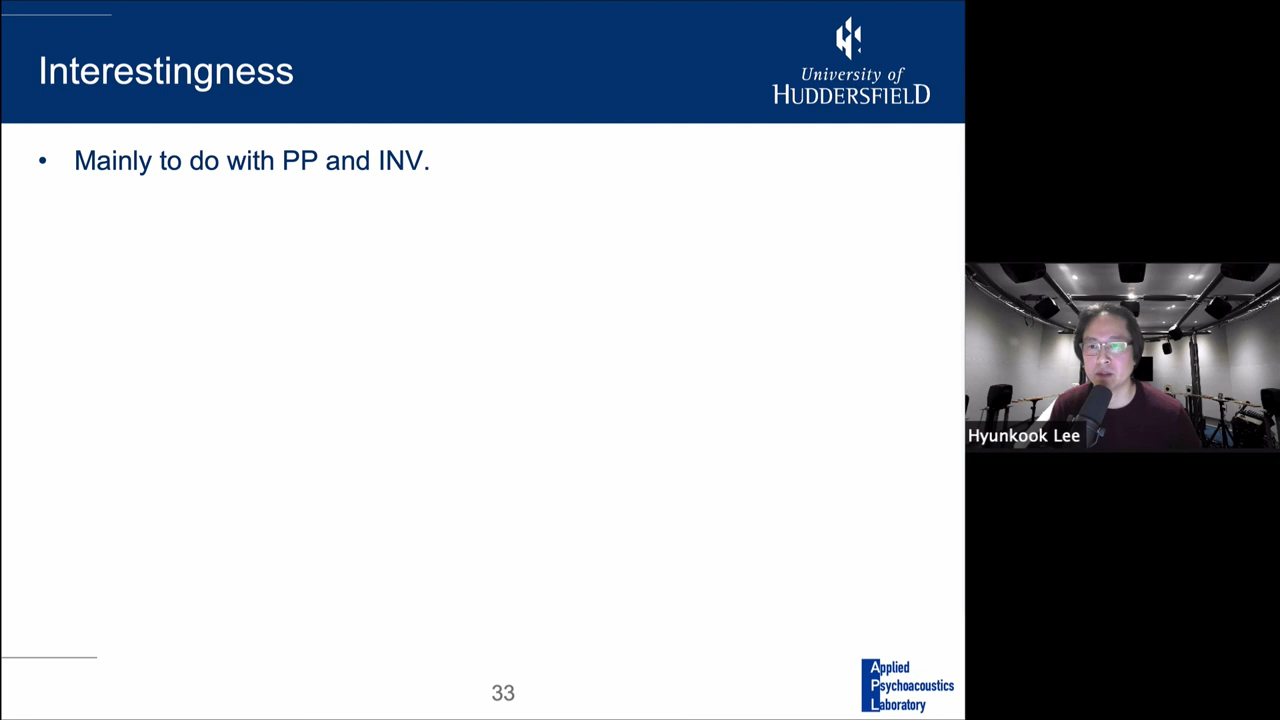 Interestingness
University of
HUDDERSFIELD
• Mainly to do with PP and INV.
Hyunkook Lee
33
Applied
Psychoacoustics
Laboratory